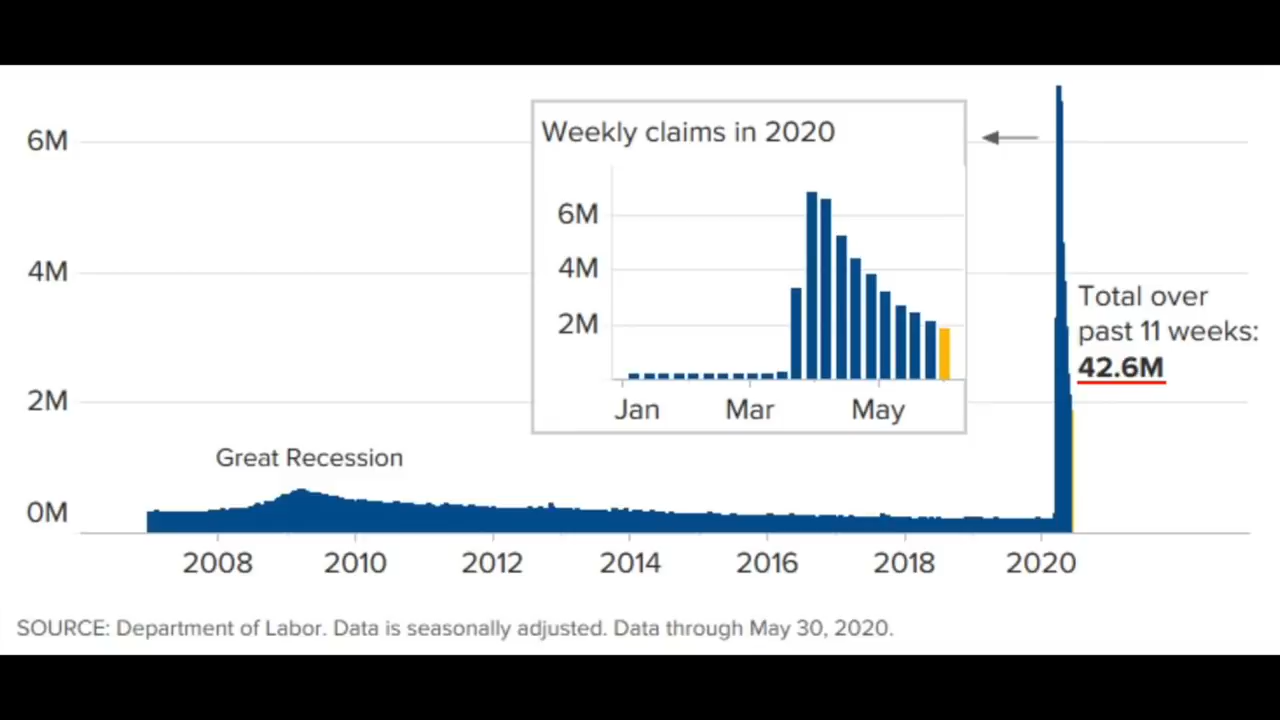 Weekly claims in 2020
6M
4M
2M
Jan Mar May
6M
4M
2M
0M
Total over
past 11 weeks:
42.6M
Great Recession
2008 2010 2012 2014 2016 2018 2020
SOURCE: Department of Labor. Data is seasonally adjusted. Data through May 30, 2020.